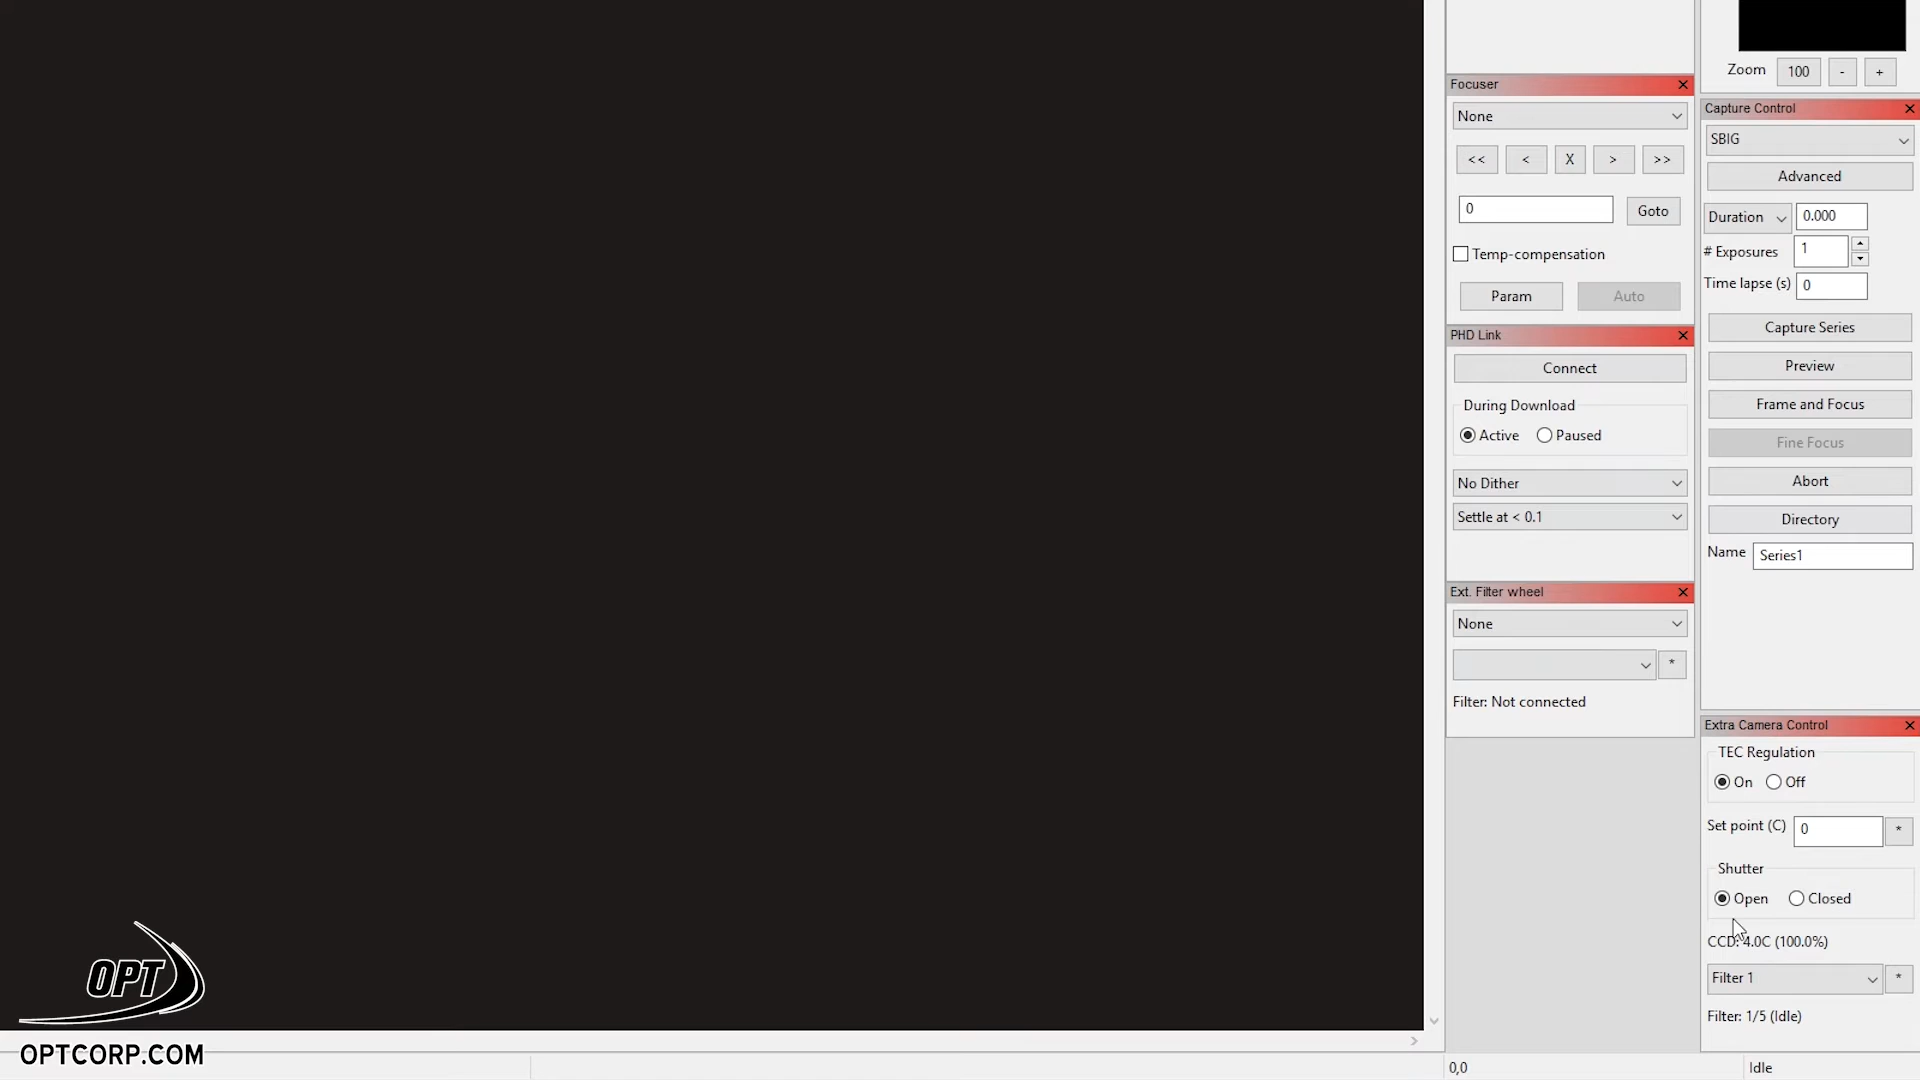 Zoom 100 - +
Focuser
None
<< < X > >>
0 Goto
Temp-compensation
Param Auto
PHD Link
Connect
During Download
Active Paused
No Dither
Settle at < 0.1
Ext. Filter wheel
None
*
Filter: Not connected
Capture Control
SBIG
Advanced
Duration 0.000
# Exposures 1
Time lapse (s) 0
Capture Series
Preview
Frame and Focus
Fine Focus
Abort
Directory
Name Series1
Extra Camera Control
TEC Regulation
On Off
Set point (C) 0 *
Shutter
Open Closed
CCD: 4.0C (100.0%)
Filter 1 *
Filter: 1/5 (Idle)
OPT
OPTCORP.COM
0,0 Idle